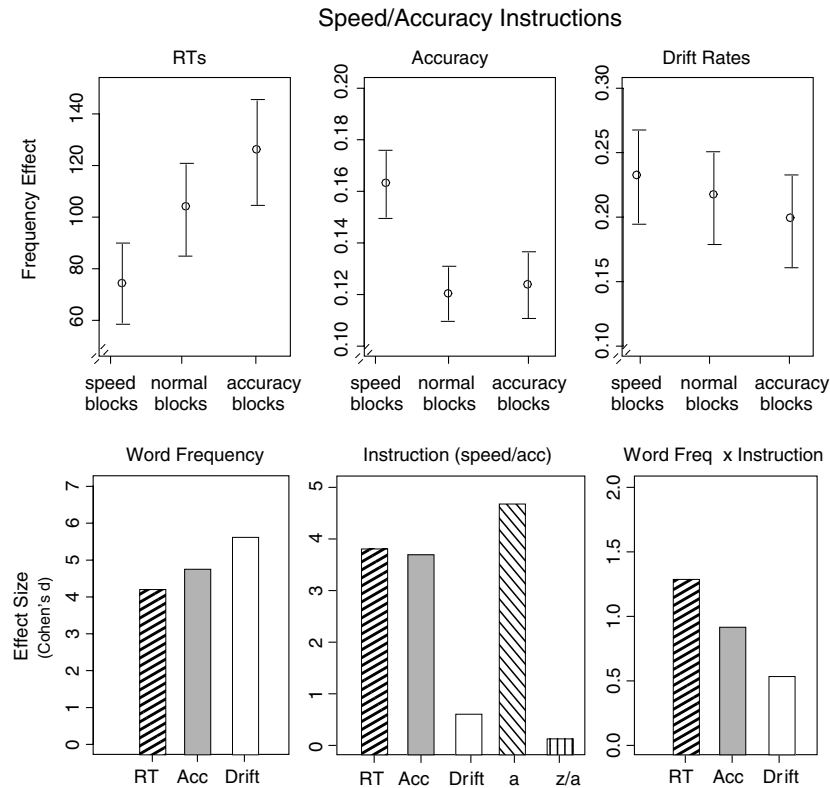 Speed/Accuracy Instructions
RTs
Accuracy
Drift Rates
Frequency Effect
140
120
100
80
60
0.20
0.18
0.16
0.14
0.12
0.10
0.30
0.25
0.20
0.15
0.10
speed blocks
normal blocks
accuracy blocks
speed blocks
normal blocks
accuracy blocks
speed blocks
normal blocks
accuracy blocks
Word Frequency
Instruction (speed/acc)
Word Freq x Instruction
Effect Size
(Cohen's d)
7
6
5
4
3
2
1
0
5
4
3
2
1
0
2.0
1.5
1.0
0.5
0.0
RT Acc Drift
RT Acc Drift a z/a
RT Acc Drift